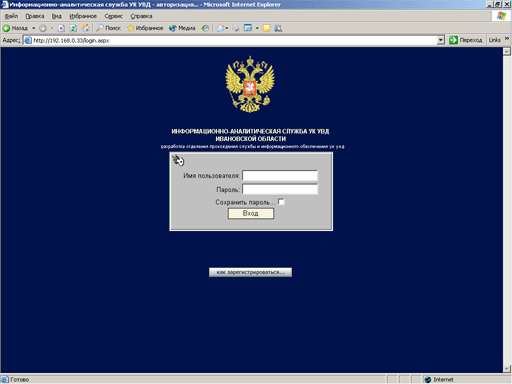 Информационно-аналитическая служба УК УВД - авторизация... - Microsoft Internet Explorer
Файл Правка Вид Избранное Сервис Справка
Назад Поиск Избранное Медиа
Адрес: http://192.168.0.33/login.aspx Переход Links »
ИНФОРМАЦИОННО-АНАЛИТИЧЕСКАЯ СЛУЖБА УК УВД
ИВАНОВСКОЙ ОБЛАСТИ
разработка отделения прохождения службы и информационного обеспечения ук увд
Имя пользователя:
Пароль:
Сохранить пароль...
Вход
как зарегистрироваться...
Готово Internet